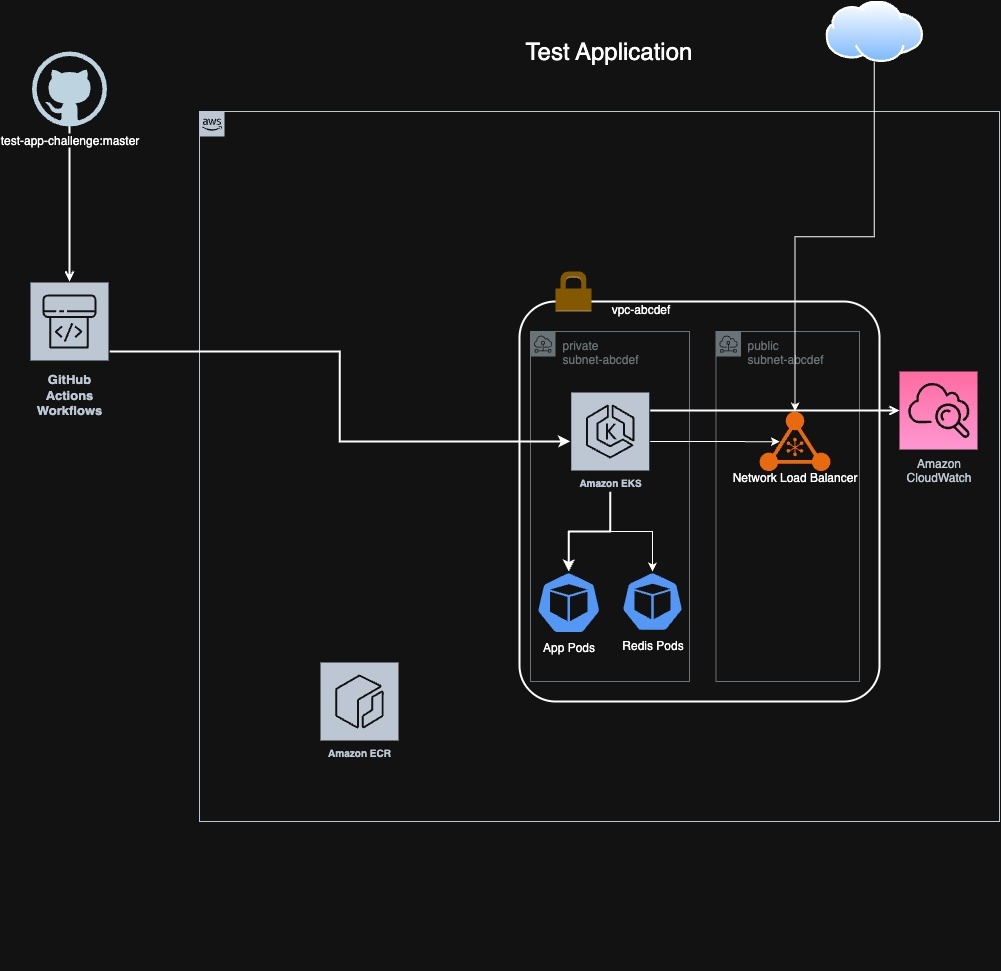 Test Application
test-app-challenge:master
aws
GitHub
Actions
Workflows
vpc-abcdef
private
subnet-abcdef
public
subnet-abcdef
K
Amazon EKS
Network Load Balancer
Amazon
CloudWatch
App Pods
Redis Pods
Amazon ECR